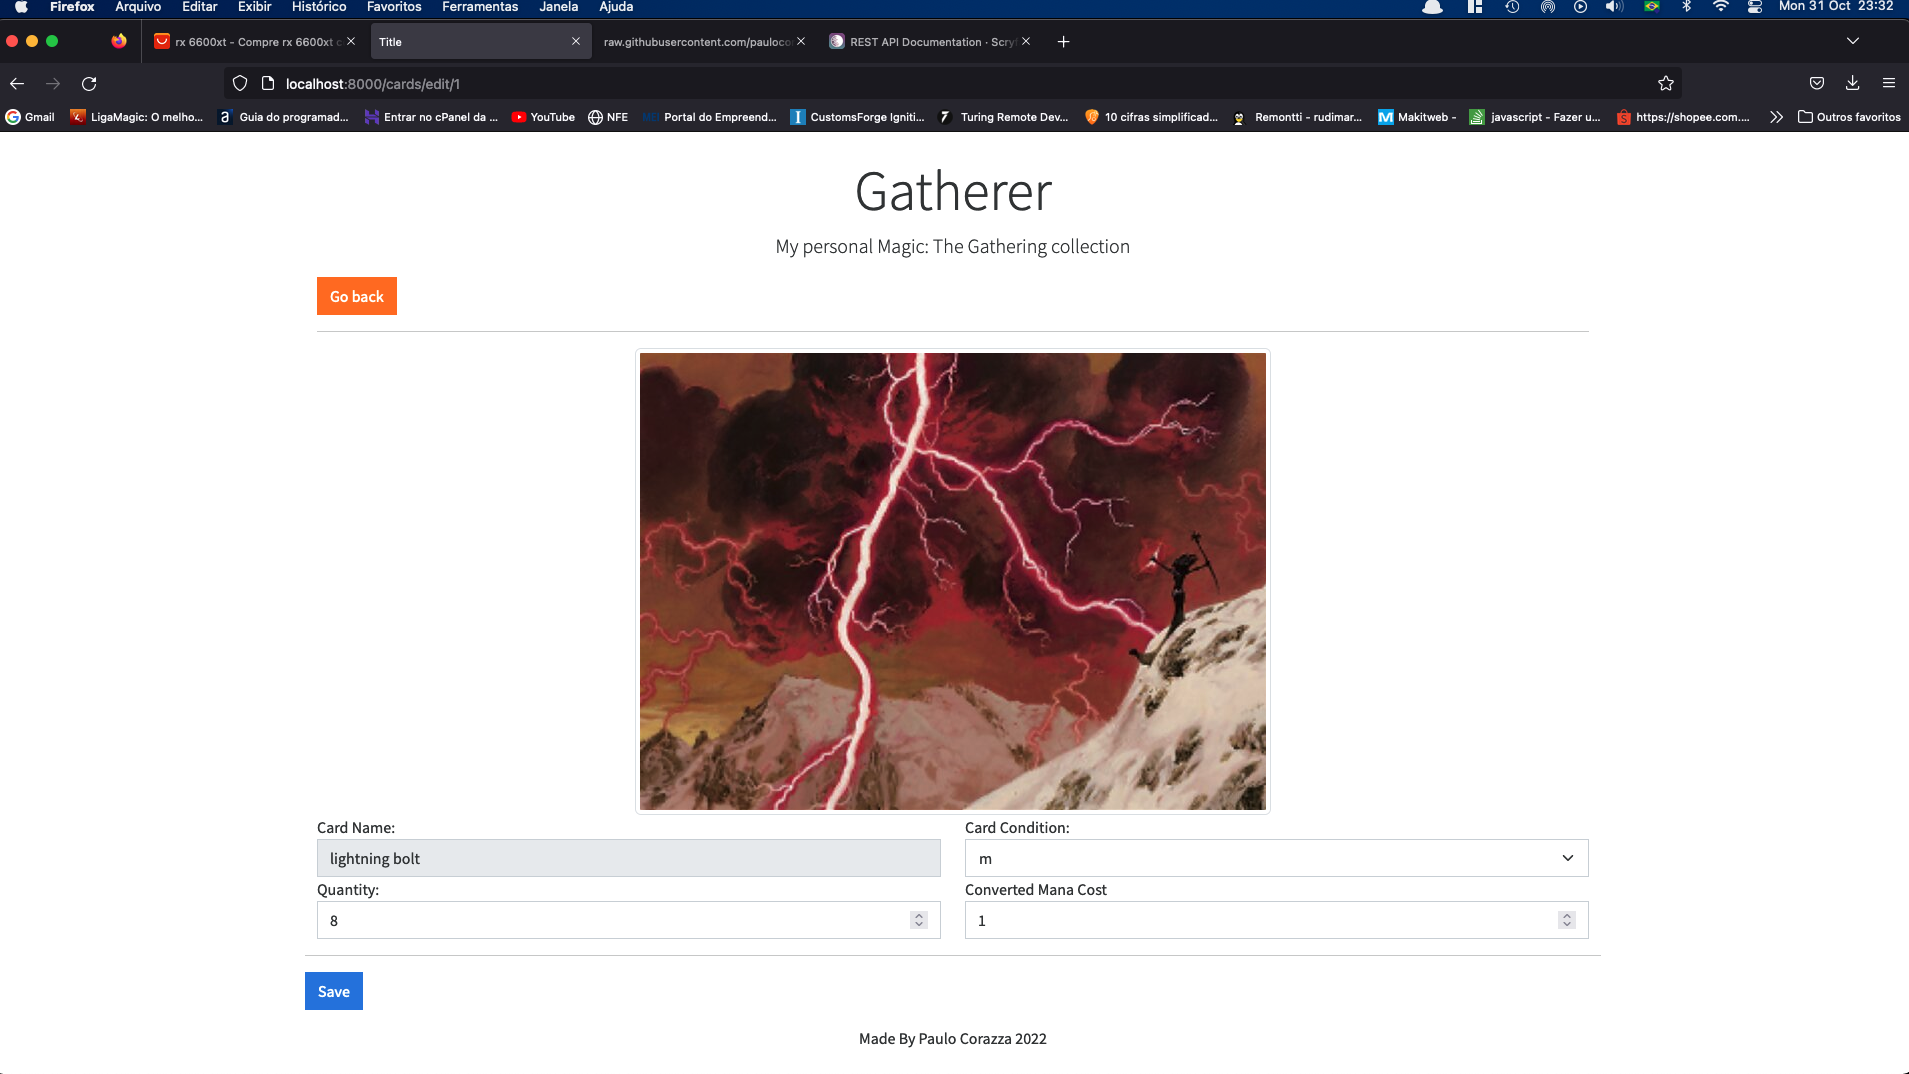 Firefox Arquivo Editar Exibir Histórico Favoritos Ferramentas Janela Ajuda Mon 31 Oct 23:32
rx 6600xt - Compre rx 6600xt Title raw.githubusercontent.com/pauloco REST API Documentation · Scryf
localhost:8000/cards/edit/1
Gmail LigaMagic: O melho... Guia do programad... Entrar no cPanel da ... YouTube NFE Portal do Empreend... CustomsForge Igniti... Turing Remote Dev... 10 cifras simplificad... Remontti - rudimar... Makitweb - javascript - Fazer u... https://shopee.com.... Outros favoritos
Gatherer
My personal Magic: The Gathering collection
Go back
Card Name: Card Condition:
lightning bolt m
Quantity: Converted Mana Cost
8 1
Save
Made By Paulo Corazza 2022